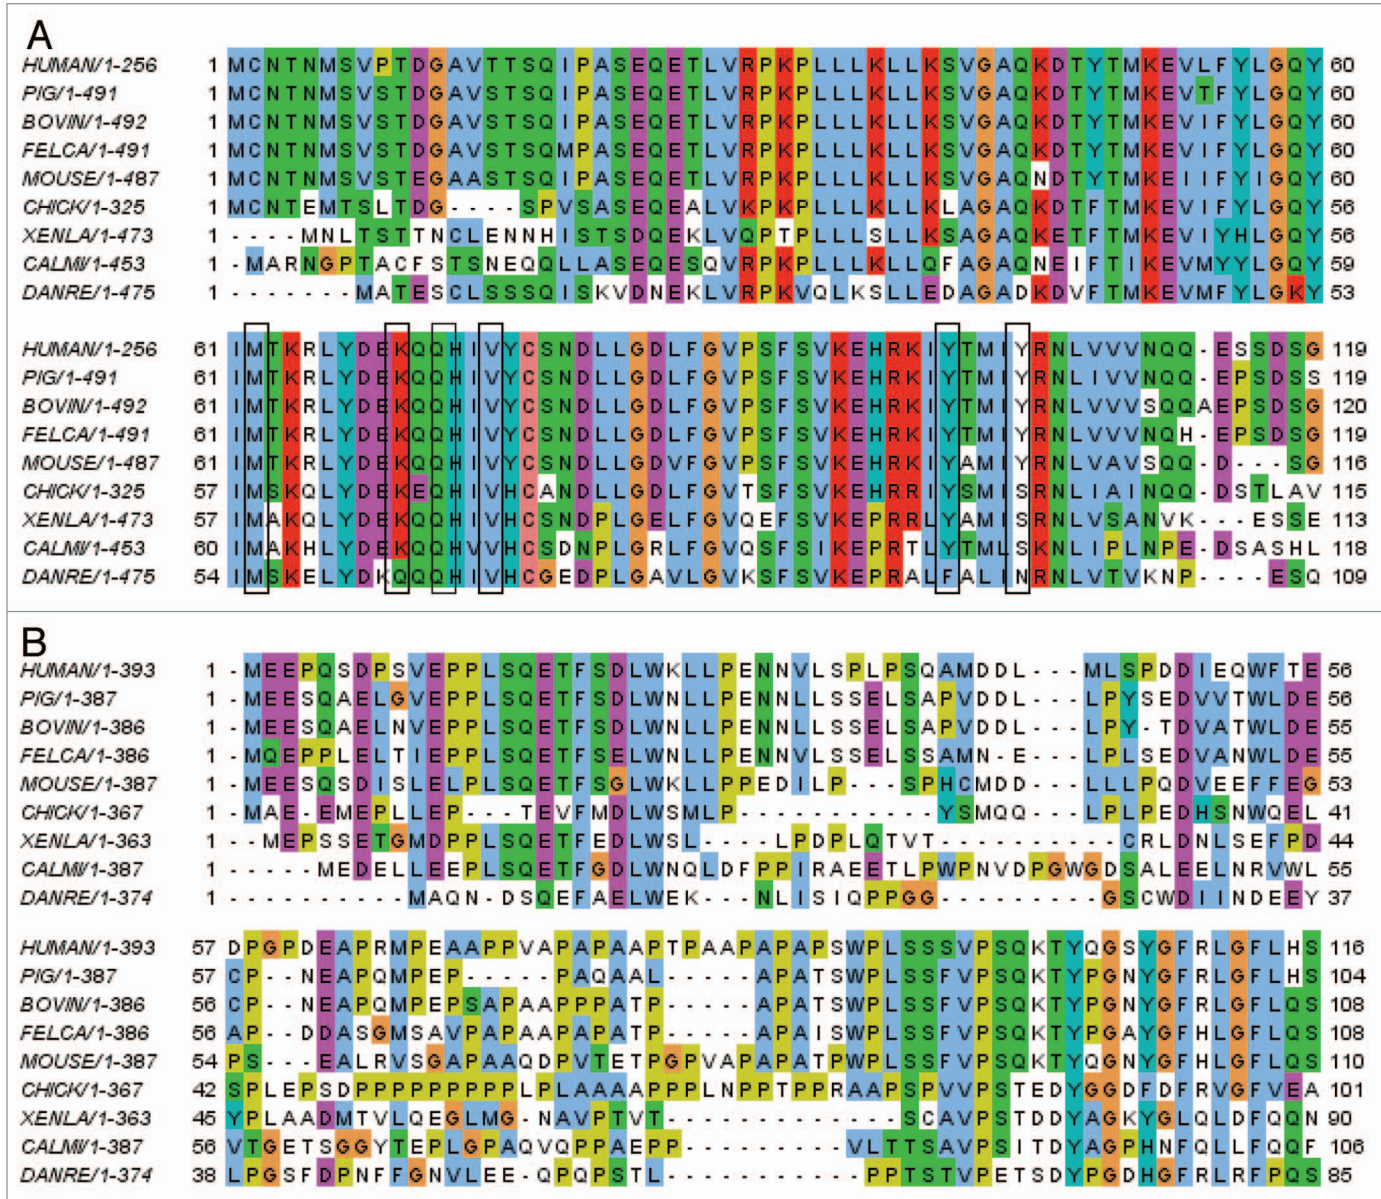 A
HUMAN/1-256 1 MCNTNMSVPTDGAVTTSQIPASEQETLVRPKPLLLKLLKSVGAQKDTYTMKEVLFYLGQY 60
PIG/1-491 1 MCNTNMSVSTDGAVSTSQIPASEQETLVRPKPLLLKLLKSVGAQKDTYTMKEVTFYLGQY 60
BOVIN/1-492 1 MCNTNMSVSTDGAVSTSQIPASEQETLVRPKPLLLKLLKSVGAQKDTYTMKEVIFYLGQY 60
FELCA/1-491 1 MCNTNMSVSTDGAVSTSQMPASEQETLVRPKPLLLKLLKSVGAQKDTYTMKEVIFYLGQY 60
MOUSE/1-487 1 MCNTNMSVSTEGAASTSQIPASEQETLVRPKPLLLKLLKSVGAQNDTYTMKEIIFYIGQY 60
CHICK/1-325 1 MCNTEMTSLTDG----SPVSASEQEALVKPKPLLLKLLKLAGAQKDTFTMKEVIFYLGQY 56
XENLA/1-473 1 ----MNLTSTTNCLENNHISTSDQEKLVQPTPLLLSLLKSAGAQKETFTMKEVIYHLGQY 56
CALMI/1-453 1 -MARNGPTACFSTSNEQQLLASEQESQVRPKPLLLKLLQFAGAQNEIFTIKEVMYYLGQY 59
DANRE/1-475 1 -------MATESCLSSSQISKVDNEKLVRPKVQLKSLLEDAGADKDVFTMKEVMFYLGKY 53
HUMAN/1-256 61 IMTKRLYDEKQQHIVYCSNDLLGDLFGVPSFSVKEHRKIYTMIYRNLVVVNQQ-ESSDSG 119
PIG/1-491 61 IMTKRLYDEKQQHIVYCSNDLLGDLFGVPSFSVKEHRKIYTMIYRNLIVVNQQ-EPSDSS 119
BOVIN/1-492 61 IMTKRLYDEKQQHIVYCSNDLLGDLFGVPSFSVKEHRKIYTMIYRNLVVVSQQAEPSDSG 120
FELCA/1-491 61 IMTKRLYDEKQQHIVYCSNDLLGDLFGVPSFSVKEHRKIYTMIYRNLVVVNQH-EPSDSG 119
MOUSE/1-487 61 IMTKRLYDEKQQHIVYCSNDLLGDVFGVPSFSVKEHRKIYAMIYRNLVAVSQQ-D---SG 116
CHICK/1-325 57 IMSKQLYDEKEQHIVHCANDLLGDLFGVTSFSVKEHRRIYSMISRNLIAINQQ-DSTLAV 115
XENLA/1-473 57 IMAKQLYDEKQQHIVHCSNDPLGELFGVQEFSVKEPRRLYAMISRNLVSANVK---ESSE 113
CALMI/1-453 60 IMAKHLYDEKQQHVVHCSDNPLGRLFGVQSFSIKEPRTLYTMLSKNLIPLNPE-DSASHL 118
DANRE/1-475 54 IMSKELYDKQQQHIVHCGEDPLGAVLGVKSFSVKEPRALFALINRNLVTVKNP----ESQ 109
B
HUMAN/1-393 1 -MEEPQSDPSVEPPLSQETFSDLWKLLPENNVLSPLPSQAMDDL---MLSPDDIEQWFTE 56
PIG/1-387 1 -MEESQAELGVEPPLSQETFSDLWNLLPENNLLSSELSAPVDDL---LPYSEDVVTWLDE 56
BOVIN/1-386 1 -MEESQAELNVEPPLSQETFSDLWNLLPENNLLSSELSAPVDDL---LPY-TDVATWLDE 55
FELCA/1-386 1 -MQEPPLELTIEPPLSQETFSELWNLLPENNVLSSELSSAMN-E---LPLSEDVANWLDE 55
MOUSE/1-387 1 -MEESQSDISLELPLSQETFSGLWKLLPPEDILP---SPHCMDD---LLLPQDVEEFFEG 53
CHICK/1-367 1 -MAE-EMEPLLEP---TEVFMDLWSMLP-----------YSMQQ---LPLPEDHSNWQEL 41
XENLA/1-363 1 --MEPSSETGMDPPLSQETFEDLWSL----LPDPLQTVT----------CRLDNLSEFPD 44
CALMI/1-387 1 -----MEDELLEEPLSQETFGDLWNQLDFPPIRAEETLPWPNVDPGWGDSALEELNRVWL 55
DANRE/1-374 1 ----------MAQN-DSQEFAELWEK---NLISIQPPGG---------GSCWDIINDEEY 37
HUMAN/1-393 57 DPGPDEAPRMPEAAPPVAPAPAAPTPAAPAPAPSWPLSSSVPSQKTYQGSYGFRLGFLHS 116
PIG/1-387 57 CP--NEAPQMPEP-----PAQAAL-----APATSWPLSSFVPSQKTYPGNYGFRLGFLHS 104
BOVIN/1-386 56 CP--NEAPQMPEPSAPAAPPPATP-----APATSWPLSSFVPSQKTYPGNYGFRLGFLQS 108
FELCA/1-386 56 AP--DDASGMSAVPAPAAPAPATP-----APAISWPLSSFVPSQKTYPGAYGFHLGFLQS 108
MOUSE/1-387 54 PS---EALRVSGAPAAQDPVTETPGPVAPAPATPWPLSSFVPSQKTYQGNYGFHLGFLQS 110
CHICK/1-367 42 SPLEPSDPPPPPPPPPLPLAAAAPPPLNPPTPPRAAPSPVVPSTEDYGGDFDFRVGFVEA 101
XENLA/1-363 45 YPLAADMTVLQEGLMG-NAVPTVT-------------SCAVPSTDDYAGKYGLQLDFQQN 90
CALMI/1-387 56 VTGETSGGYTEPLGPAQVQPPAEPP---------VLTTSAVPSITDYAGPHNFQLLFQQF 106
DANRE/1-374 38 LPGSFDPNFFGNVLEE-QPQPSTL-----------PPTSTVPETSDYPGDHGFRLRFPQS 85